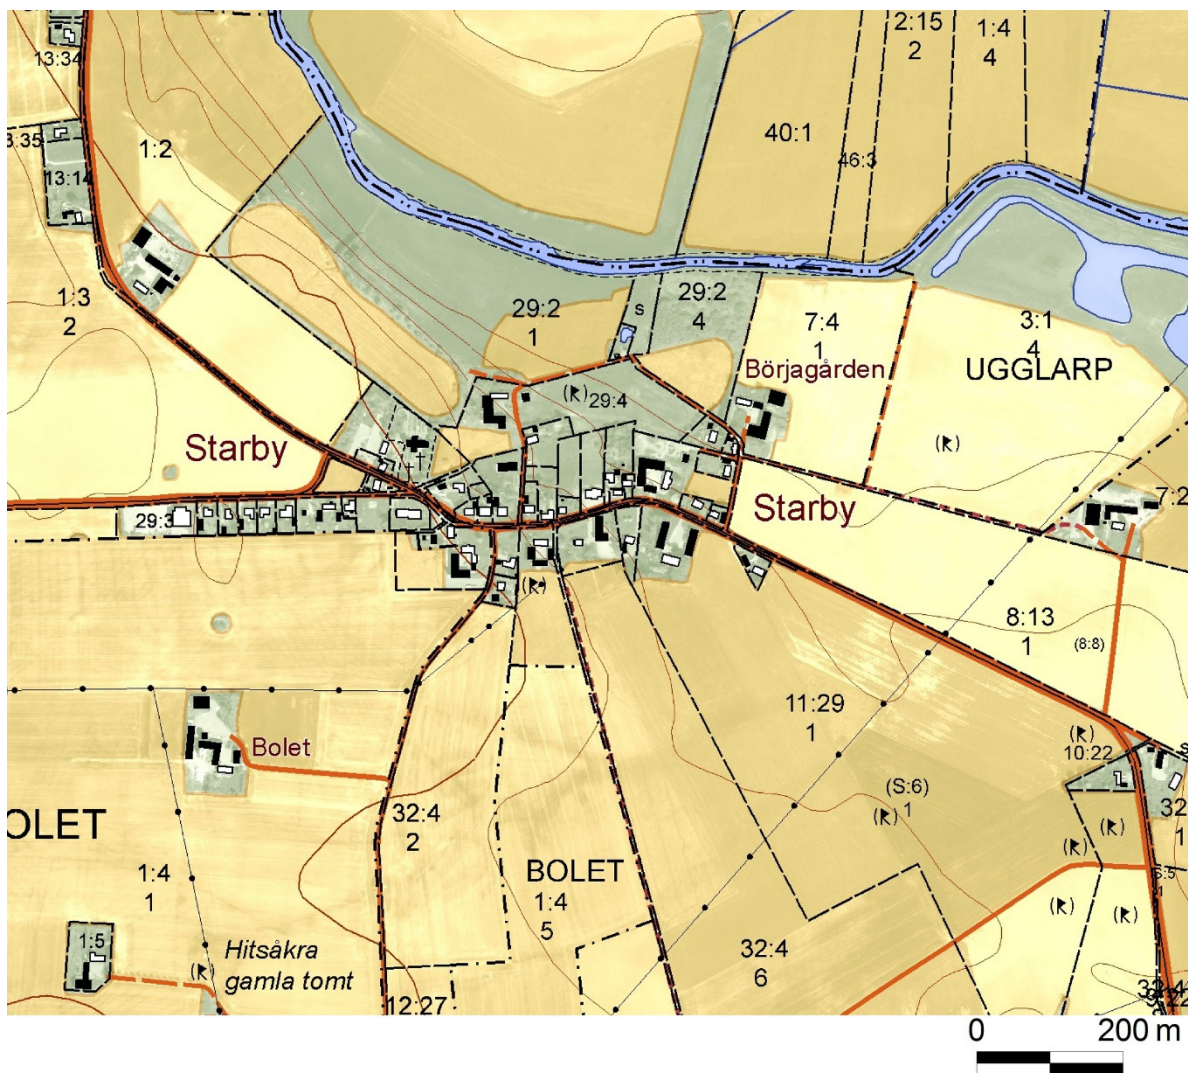 13:34
2:15
2
1:4
4
40:1
46:3
1:2
13:14
1:3
2
29:2
1
s
29:2
4
7:4
1
3:1
4
Börjagården
UGGLARP
(R)
29:4
Starby
(R)
Starby
7:2
29:3
(R)
8:13
1
(8:8)
11:29
1
(R)
10:22
s
Bolet
(S:6)
1
(R)
32
1
(R)
(R)
OLET
32:4
2
BOLET
1:4
5
1:4
1
S:5
1
(R)
(R)
1:5
(R)
Hitsåkra
gamla tomt
32:4
6
12:27
0 200 m